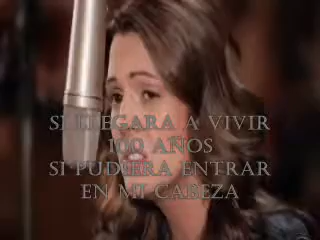 SI LLEGARA A VIVIR
100 AÑOS
SI PUDIERA ENTRAR
EN MI CABEZA